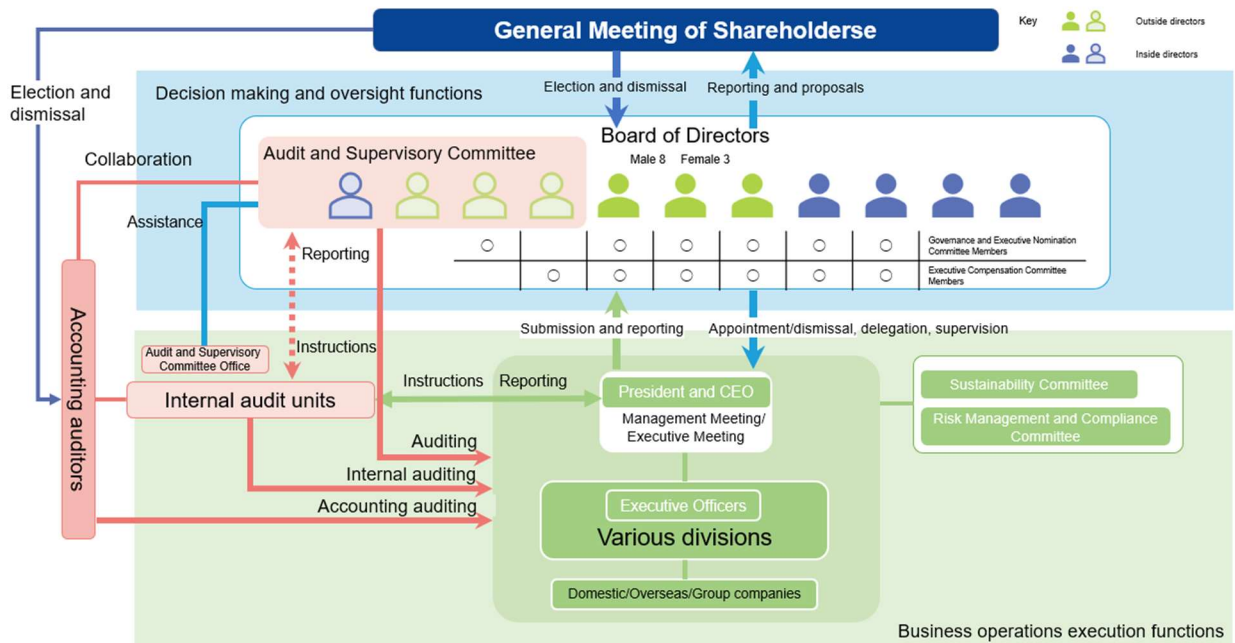 General Meeting of Shareholderse
Key
Outside directors
Inside directors
Election and
dismissal
Decision making and oversight functions
Election and dismissal
Reporting and proposals
Board of Directors
Male 8 Female 3
Audit and Supervisory Committee
Collaboration
Assistance
Reporting
Governance and Executive Nomination
Committee Members
Executive Compensation Committee
Members
Instructions
Submission and reporting
Appointment/dismissal, delegation, supervision
Accounting auditors
Audit and Supervisory
Committee Office
Internal audit units
Instructions Reporting
President and CEO
Management Meeting/
Executive Meeting
Sustainability Committee
Risk Management and Compliance
Committee
Auditing
Internal auditing
Accounting auditing
Executive Officers
Various divisions
Domestic/Overseas/Group companies
Business operations execution functions